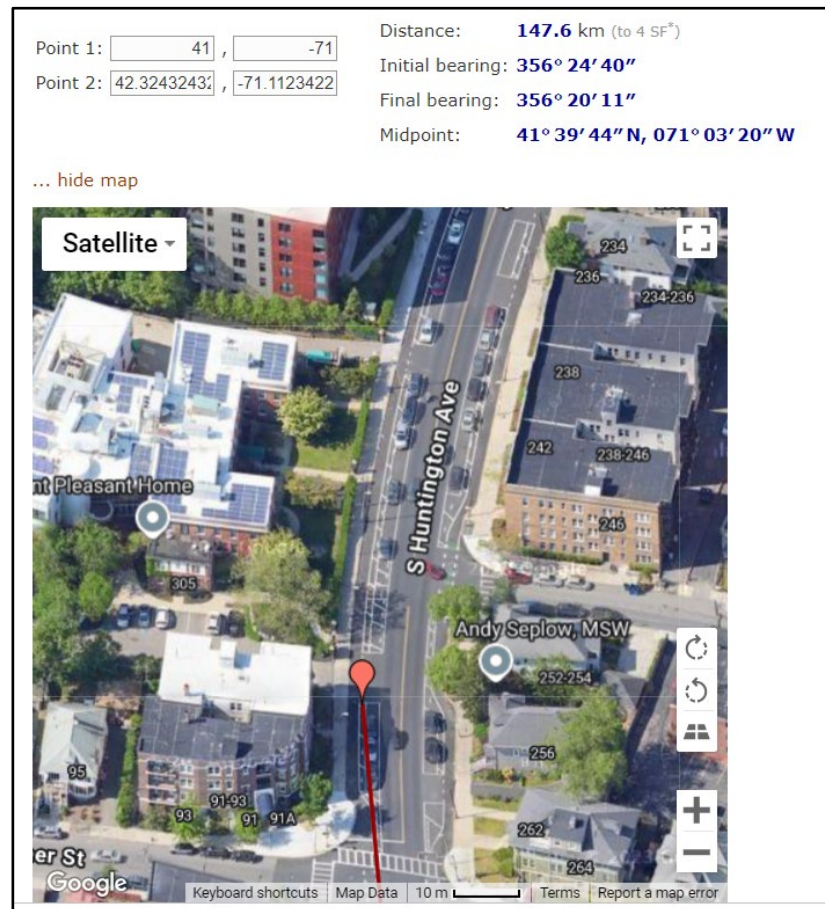 Point 1: 41 , -71
Point 2: 42.32432432 , -71.1123422
Distance: 147.6 km (to 4 SF*)
Initial bearing: 356° 24′ 40″
Final bearing: 356° 20′ 11″
Midpoint: 41° 39′ 44″ N, 071° 03′ 20″ W
... hide map
Satellite
234
236
234-236
238
S Huntington Ave
242
238-246
nt Pleasant Home
246
305
Andy Seplow, MSW
252-254
95
256
91-93
93
91
91A
262
er St
264
Google
Keyboard shortcuts
Map Data
10 m
Terms
Report a map error